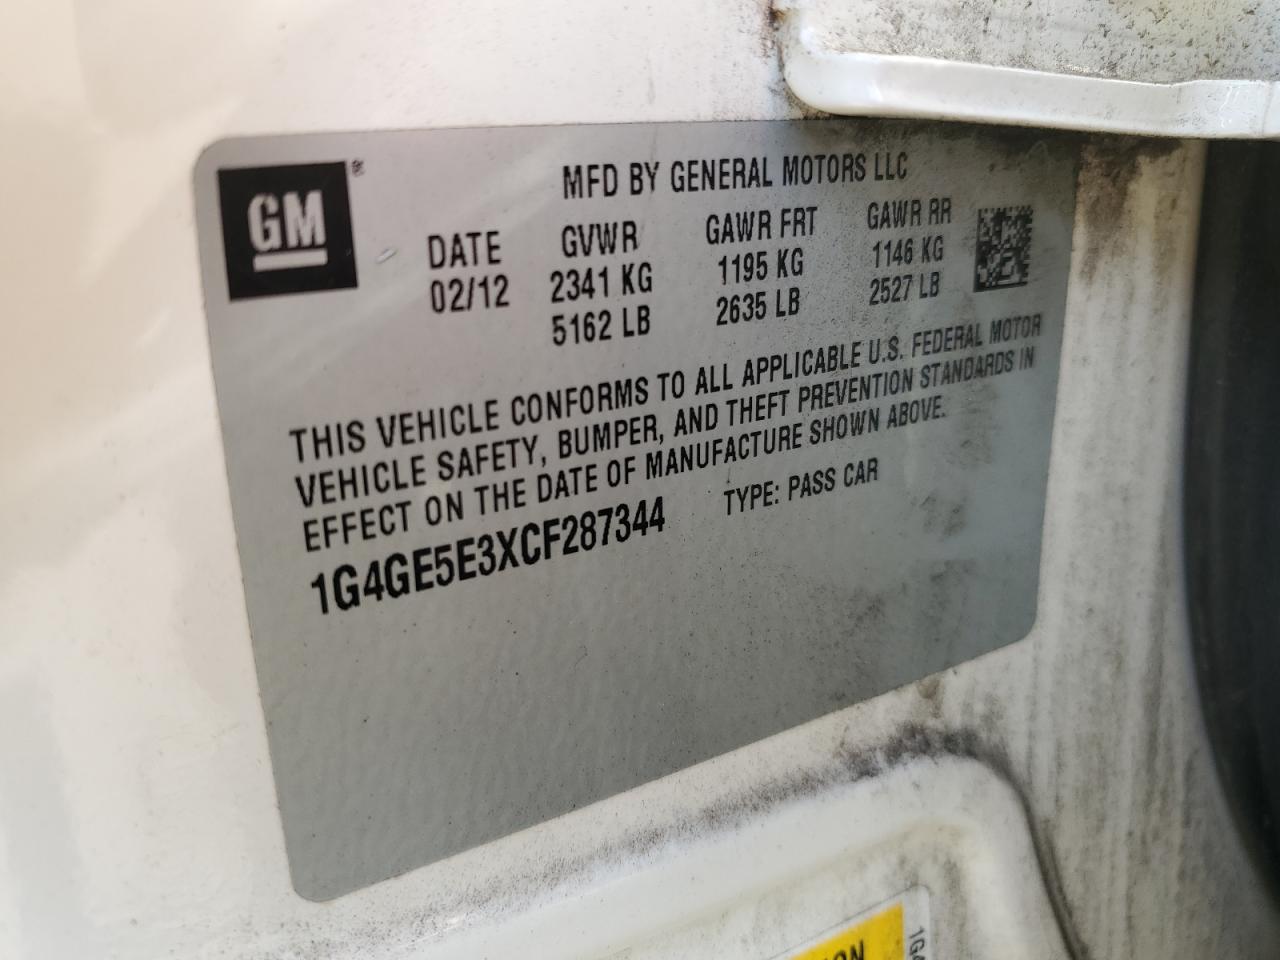 GM®
MFD BY GENERAL MOTORS LLC
DATE GVWR GAWR FRT GAWR RR
02/12 2341 KG 1195 KG 1146 KG
5162 LB 2635 LB 2527 LB
THIS VEHICLE CONFORMS TO ALL APPLICABLE U.S. FEDERAL MOTOR
VEHICLE SAFETY, BUMPER, AND THEFT PREVENTION STANDARDS IN
EFFECT ON THE DATE OF MANUFACTURE SHOWN ABOVE.
1G4GE5E3XCF287344 TYPE: PASS CAR